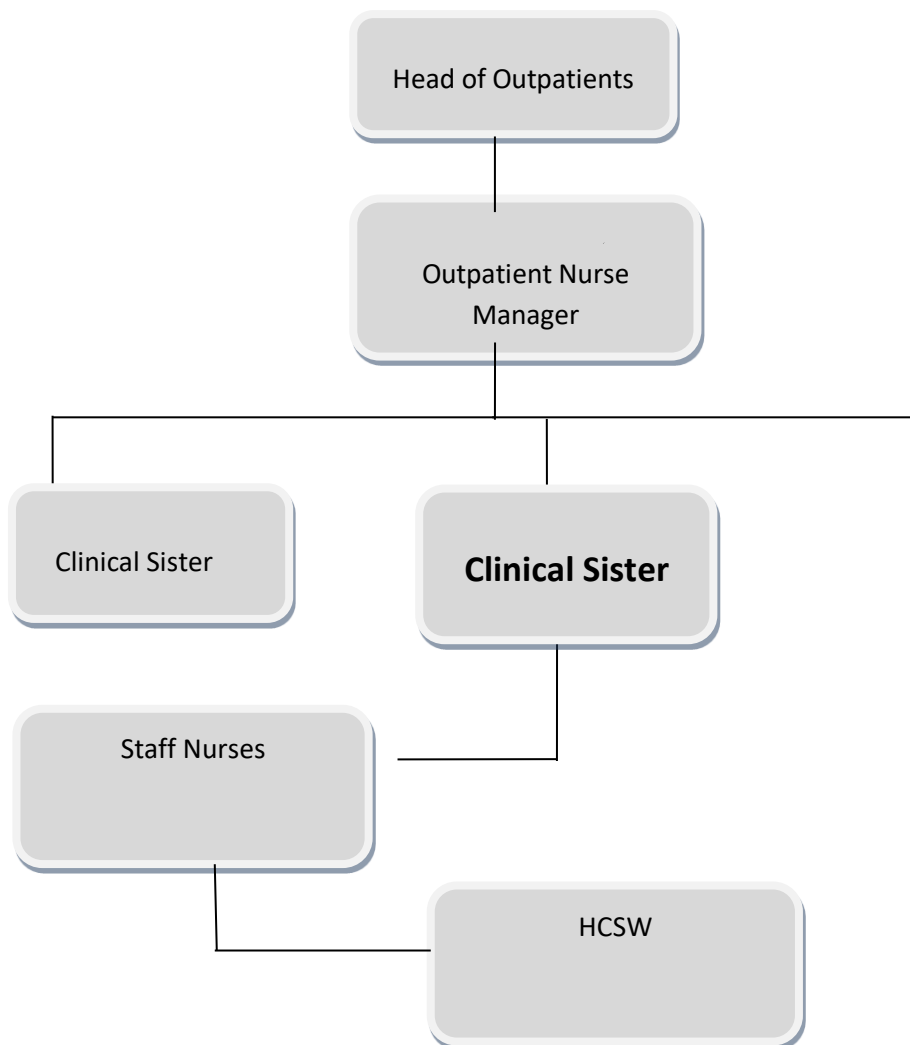 Head of Outpatients
Outpatient Nurse
Manager
Clinical Sister
Clinical Sister
Staff Nurses
HCSW